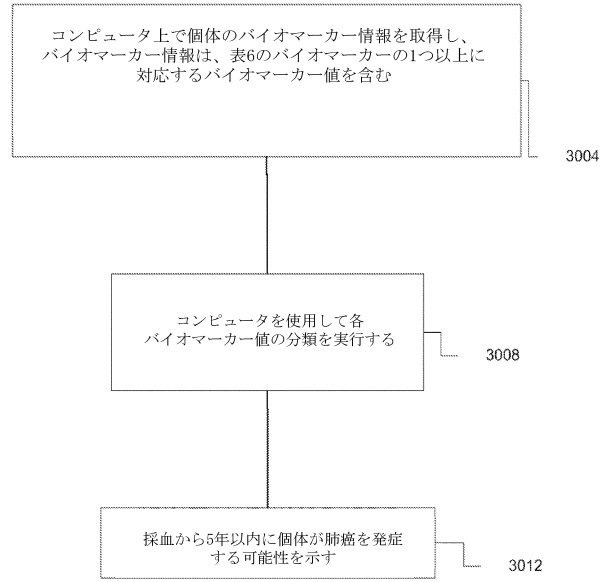 コンピュータ上で個体のバイオマーカー情報を取得し、
バイオマーカー情報は、表6のバイオマーカーの1つ以上に
対応するバイオマーカー値を含む
3004
コンピュータを使用して各
バイオマーカー値の分類を実行する
3008
採血から5年以内に個体が肺癌を発症
する可能性を示す
3012